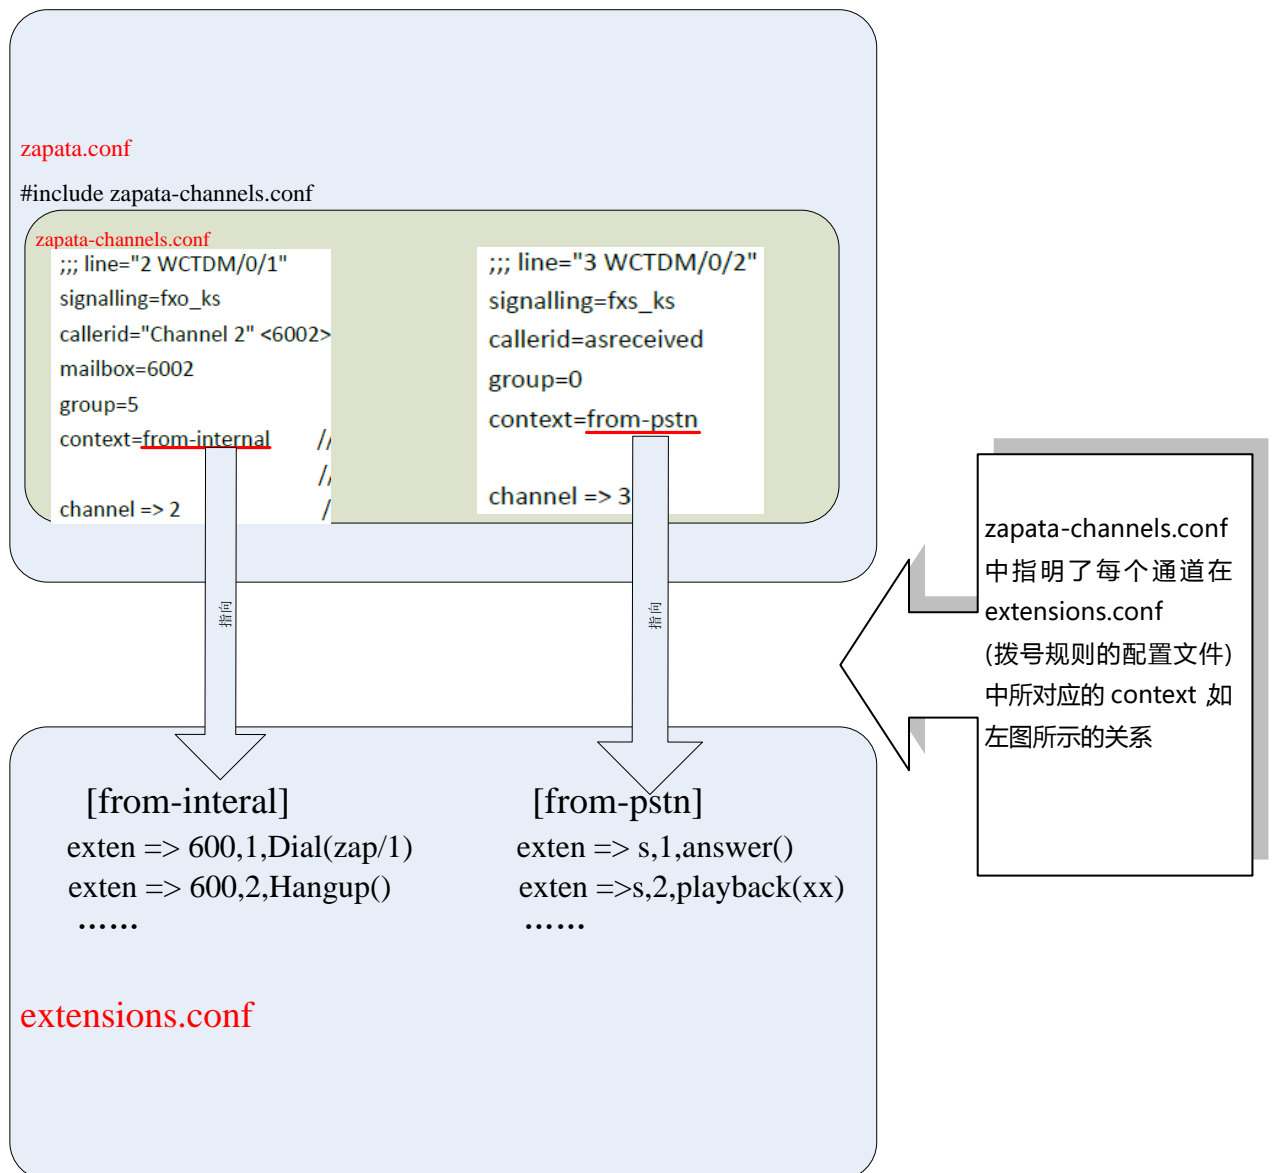 zapata.conf
#include zapata-channels.conf
zapata-channels.conf
;;; line="2 WCTDM/0/1"
signalling=fxo_ks
callerid="Channel 2" <6002>
mailbox=6002
group=5
context=from-internal //
//
channel => 2 /
;;; line="3 WCTDM/0/2"
signalling=fxs_ks
callerid=asreceived
group=0
context=from-pstn
channel => 3
指向
指向
[from-interal]
exten => 600,1,Dial(zap/1)
exten => 600,2,Hangup()
……
[from-pstn]
exten => s,1,answer()
exten =>s,2,playback(xx)
……
extensions.conf
zapata-channels.conf
中指明了每个通道在
extensions.conf
(拨号规则的配置文件)
中所对应的 context 如
左图所示的关系